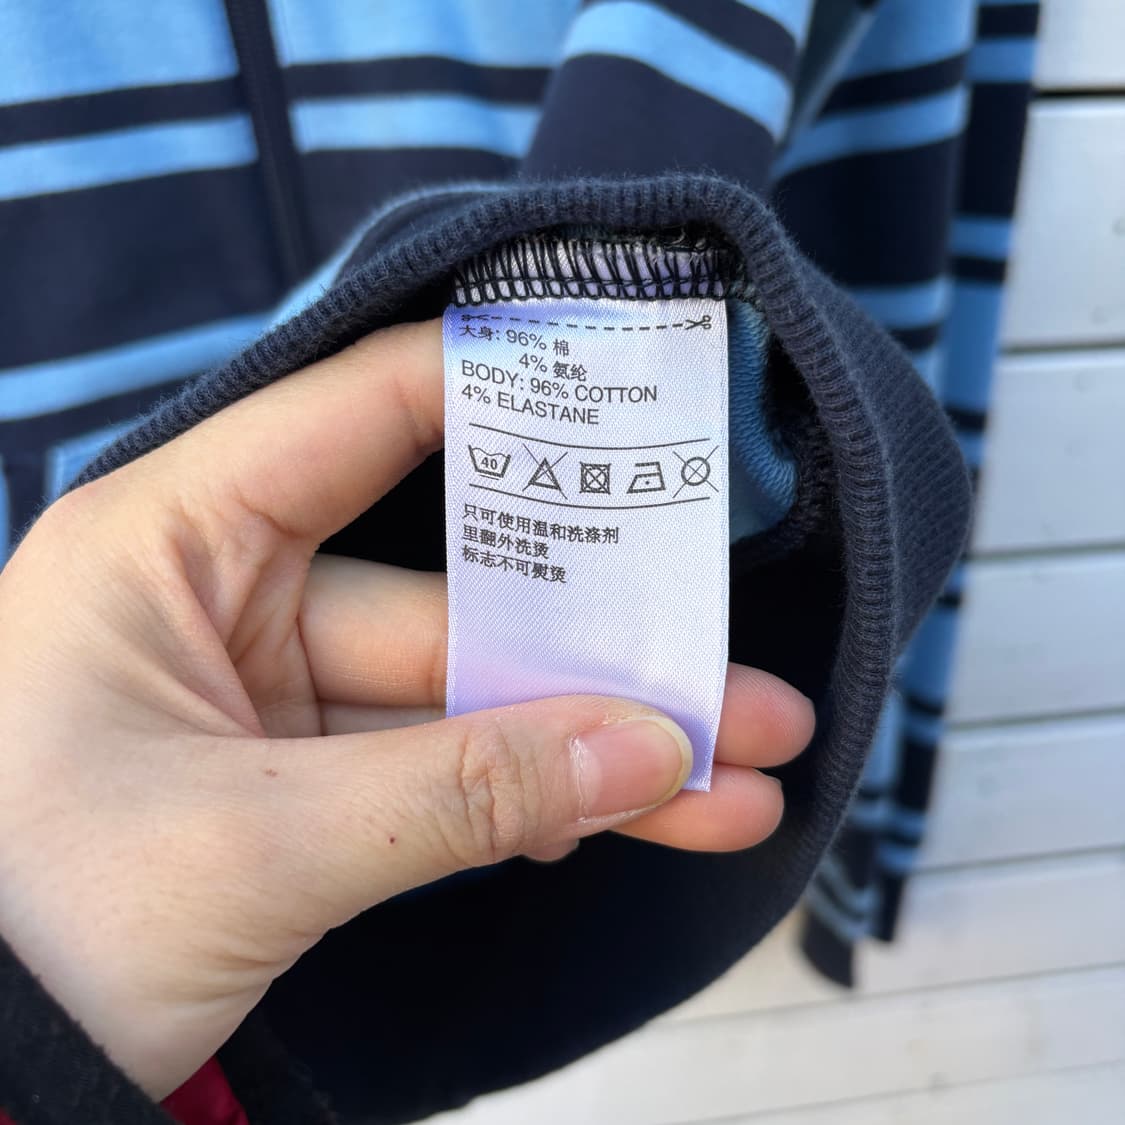 大身: 96% 棉
4% 氨纶
BODY: 96% COTTON
4% ELASTANE
40
只可使用温和洗涤剂
里翻外洗烫
标志不可熨烫